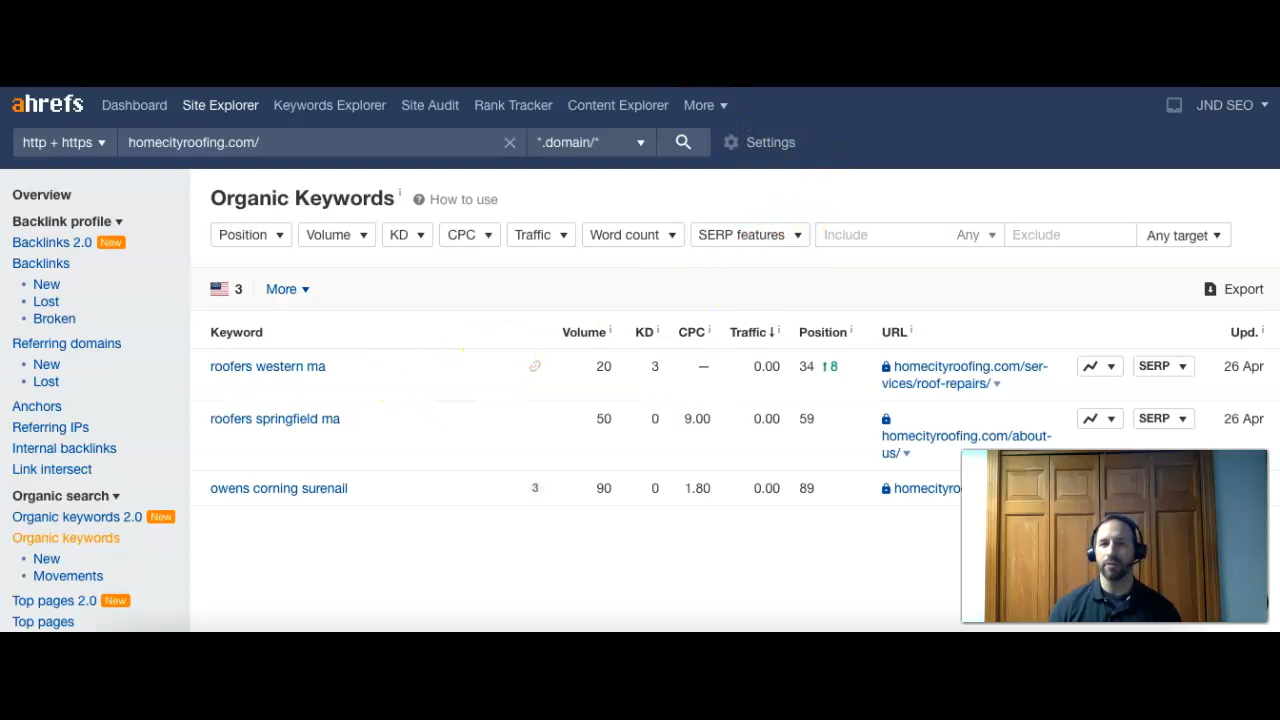 ahrefs Dashboard Site Explorer Keywords Explorer Site Audit Rank Tracker Content Explorer More JND SEO
http + https homecityroofing.com/ *.domain/* Settings
Overview
Backlink profile
Backlinks 2.0 New
Backlinks
• New
• Lost
• Broken
Referring domains
• New
• Lost
Anchors
Referring IPs
Internal backlinks
Link intersect
Organic search
Organic keywords 2.0 New
Organic keywords
• New
• Movements
Top pages 2.0 New
Top pages
Organic Keywords i ? How to use
Position Volume KD CPC Traffic Word count SERP features Include Any Exclude Any target
3 More Export
Keyword Volume i KD i CPC i Traffic ↓ i Position i URL i Upd. i
roofers western ma 20 3 — 0.00 34 ↑8 homecityroofing.com/ser-
vices/roof-repairs/ SERP 26 Apr
roofers springfield ma 50 0 9.00 0.00 59
homecityroofing.com/about-
us/ SERP 26 Apr
owens corning surenail 3 90 0 1.80 0.00 89 homecityro